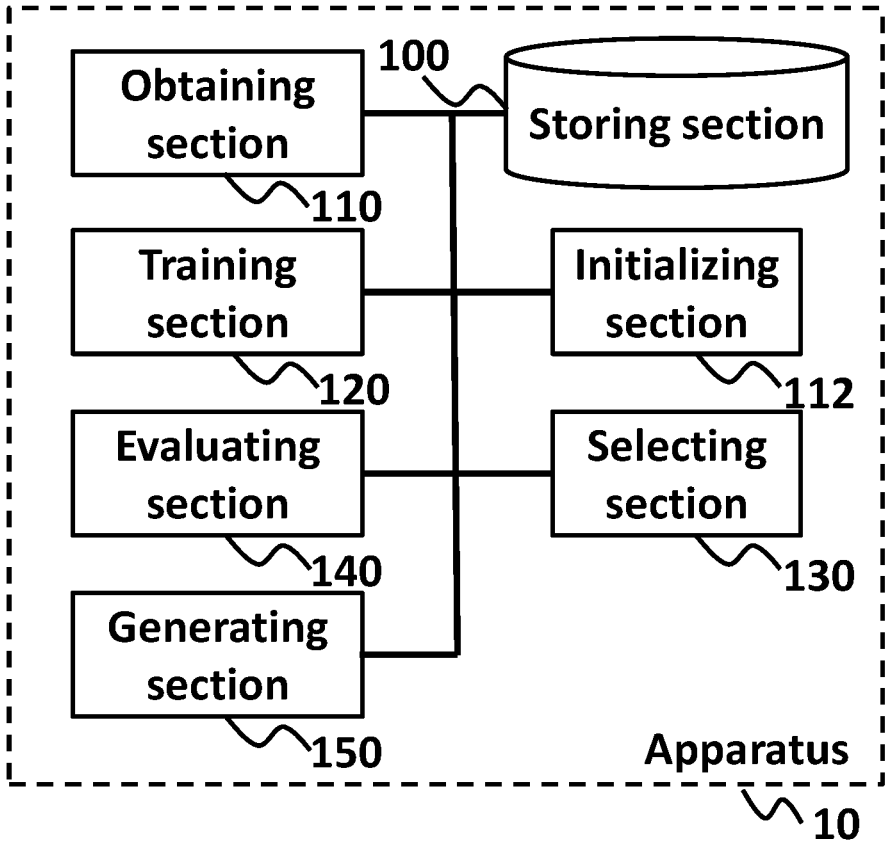 Obtaining
section
110
100
Storing section
Training
section
120
Initializing
section
112
Evaluating
section
140
Selecting
section
130
Generating
section
150
Apparatus
10